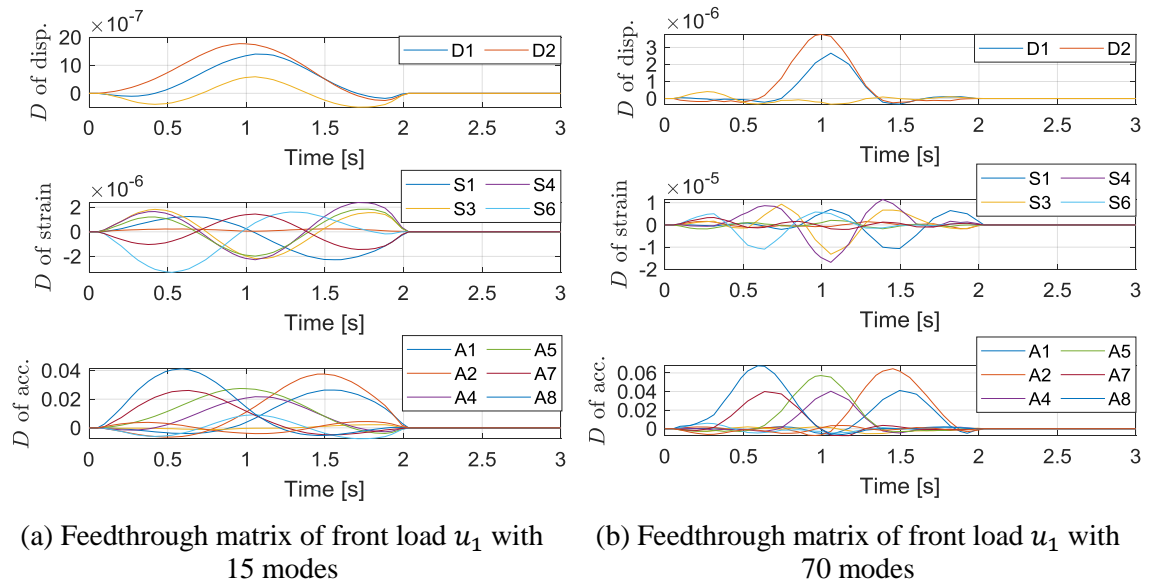 ×10⁻⁷
20
10
0
D of disp.
D1 D2
0 0.5 1 1.5 2 2.5 3
Time [s]
×10⁻⁶
2
0
-2
D of strain
S1 S4
S3 S6
0 0.5 1 1.5 2 2.5 3
Time [s]
0.04
0.02
0
D of acc.
A1 A5
A2 A7
A4 A8
0 0.5 1 1.5 2 2.5 3
Time [s]
(a) Feedthrough matrix of front load u₁ with
15 modes
×10⁻⁶
3
2
1
0
D of disp.
D1 D2
0 0.5 1 1.5 2 2.5 3
Time [s]
×10⁻⁵
1
0
-1
-2
D of strain
S1 S4
S3 S6
0 0.5 1 1.5 2 2.5 3
Time [s]
0.06
0.04
0.02
0
D of acc.
A1 A5
A2 A7
A4 A8
0 0.5 1 1.5 2 2.5 3
Time [s]
(b) Feedthrough matrix of front load u₁ with
70 modes